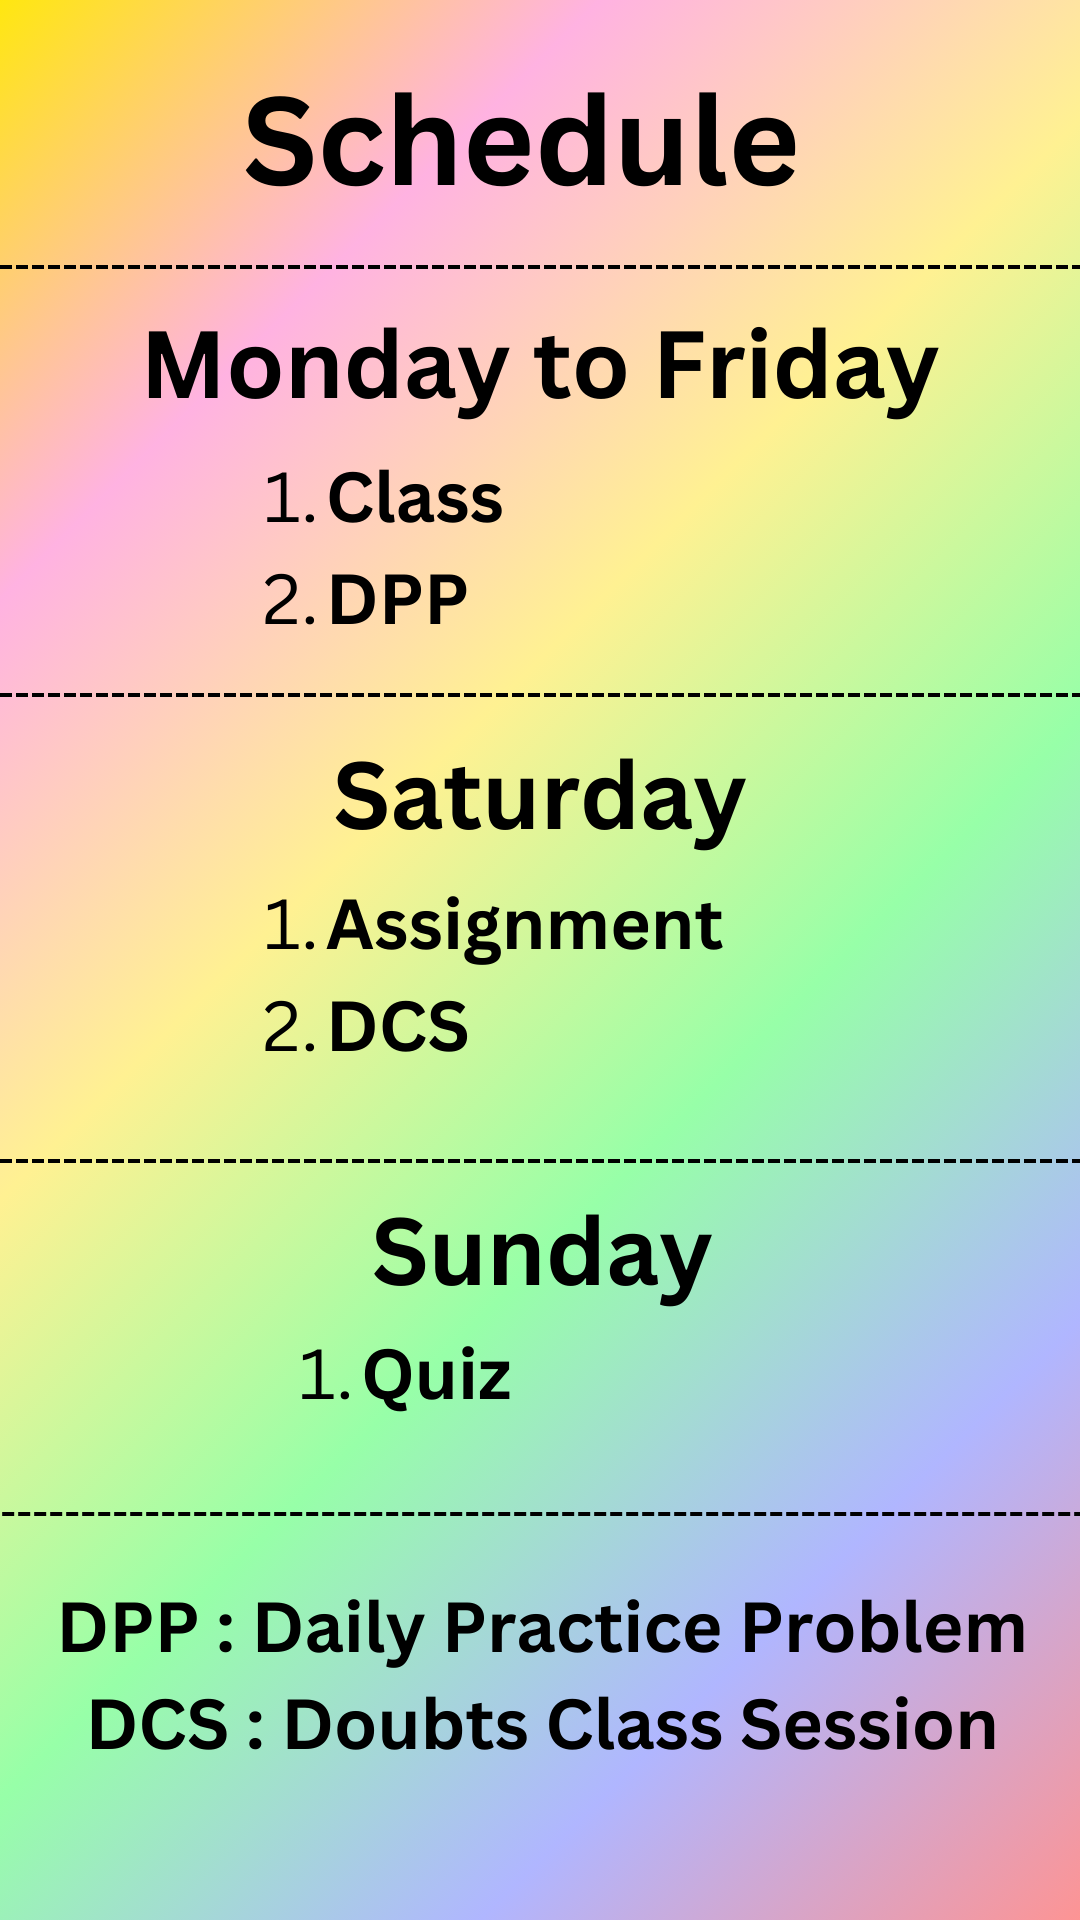 Schedule
Monday to Friday
1. Class
2. DPP
Saturday
1. Assignment
2. DCS
Sunday
1. Quiz
DPP : Daily Practice Problem
DCS : Doubts Class Session